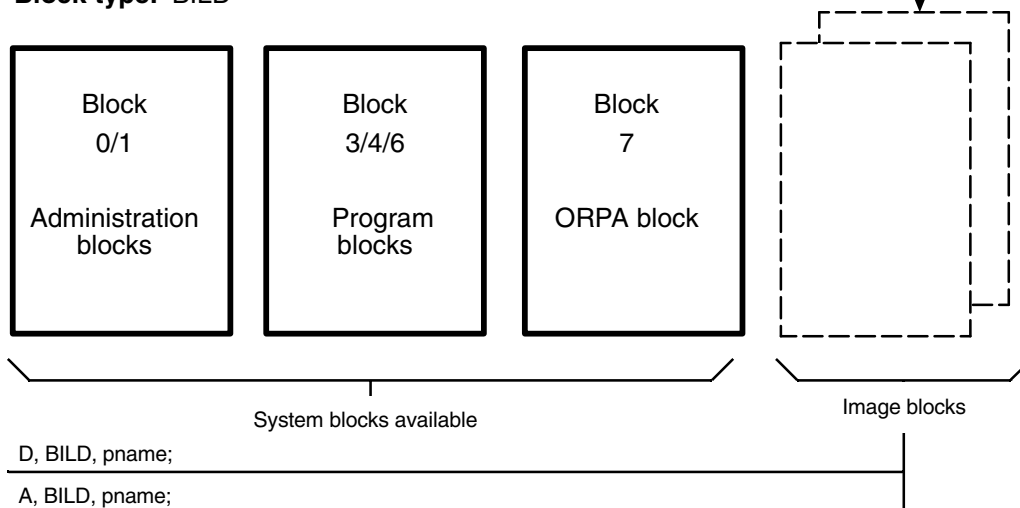 Block type: BILD
Block
0/1
Administration
blocks
Block
3/4/6
Program
blocks
Block
7
ORPA block
System blocks available
Image blocks
D, BILD, pname;
A, BILD, pname;